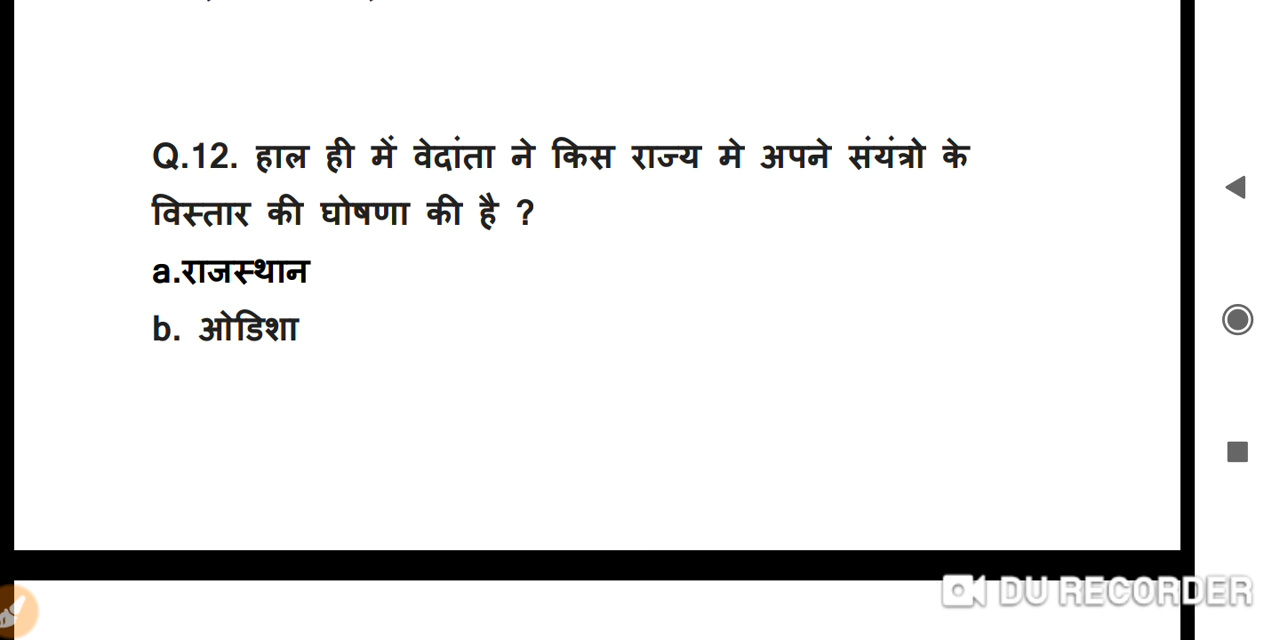 Q.12. हाल ही में वेदांता ने किस राज्य मे अपने संयंत्रो के
विस्तार की घोषणा की है ?
a.राजस्थान
b. ओडिशा
DU RECORDER